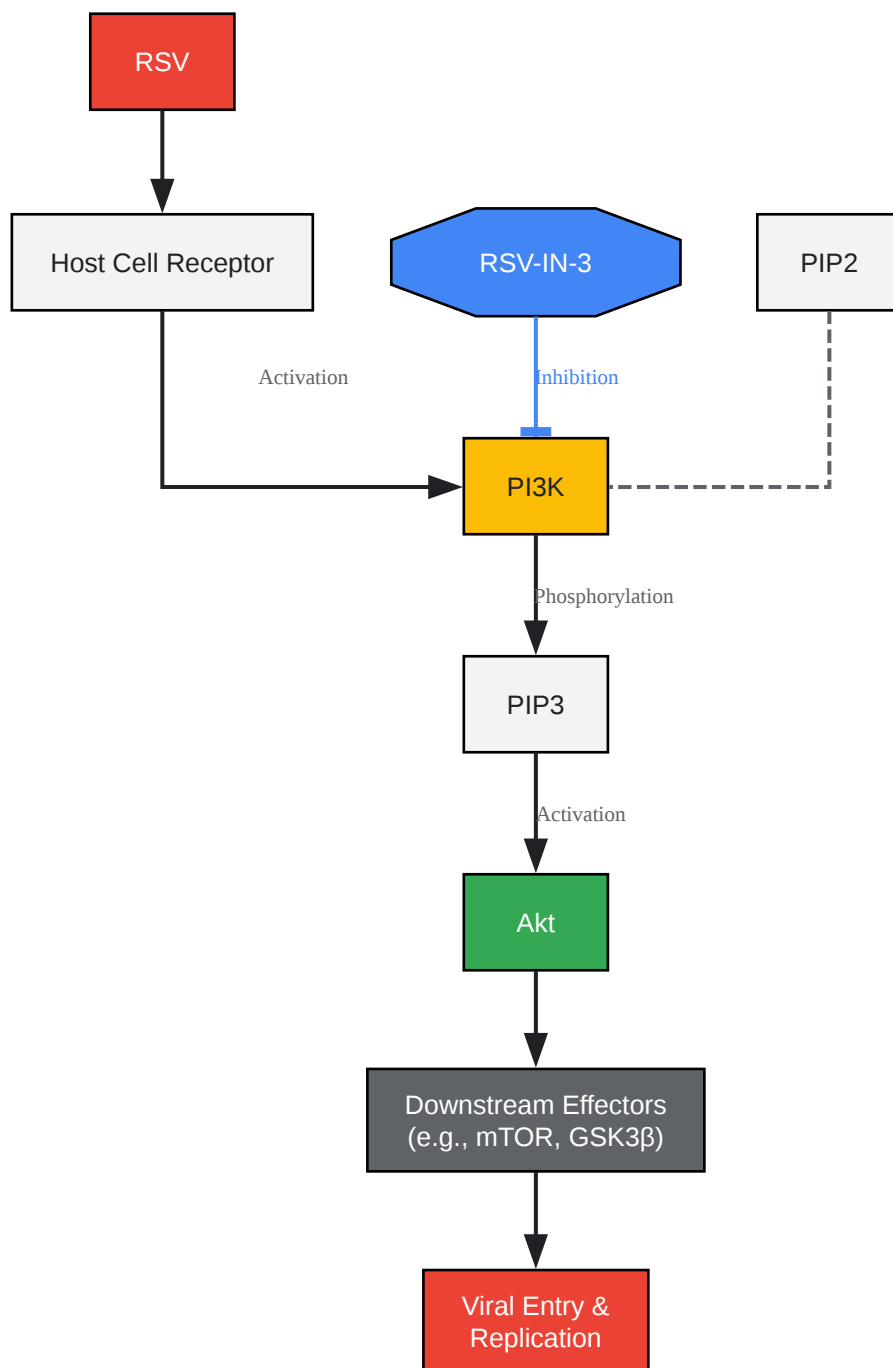 RSV
Host Cell Receptor
RSV-IN-3
PIP2
Activation
Inhibition
PI3K
Phosphorylation
PIP3
Activation
Akt
Downstream Effectors
(e.g., mTOR, GSK3β)
Viral Entry &
Replication